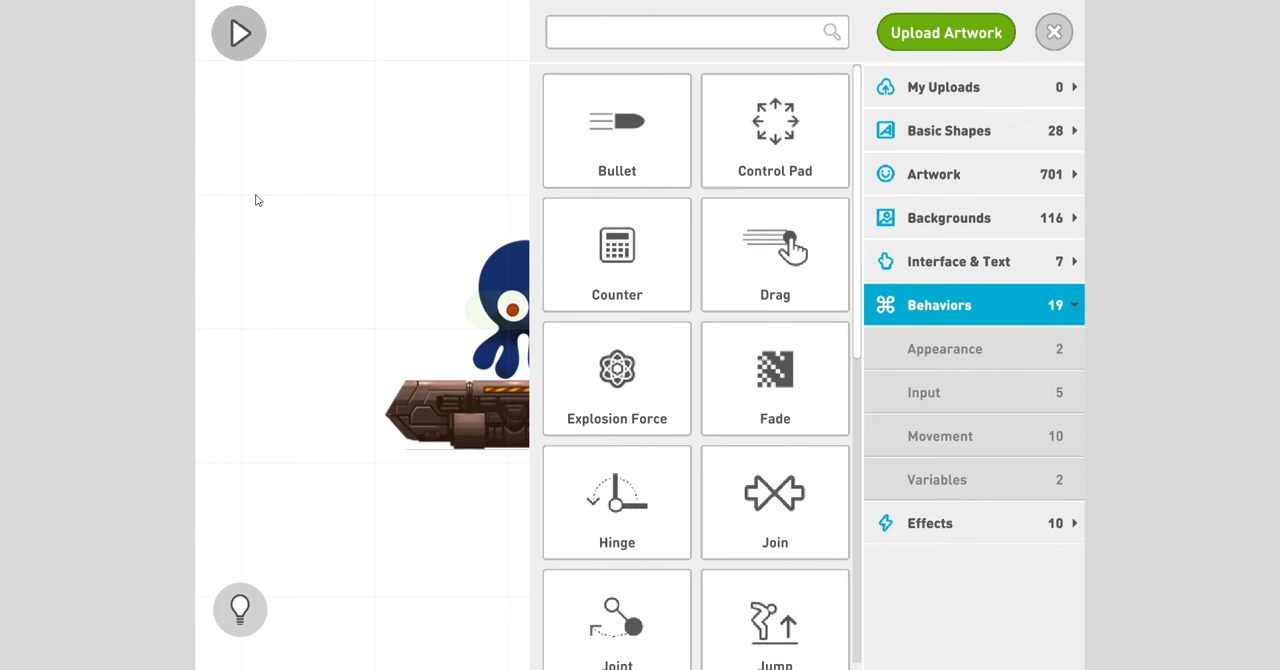 Upload Artwork
Bullet
Control Pad
Counter
Drag
Explosion Force
Fade
Hinge
Join
Joint
Jump
My Uploads 0
Basic Shapes 28
Artwork 701
Backgrounds 116
Interface & Text 7
Behaviors 19
Appearance 2
Input 5
Movement 10
Variables 2
Effects 10